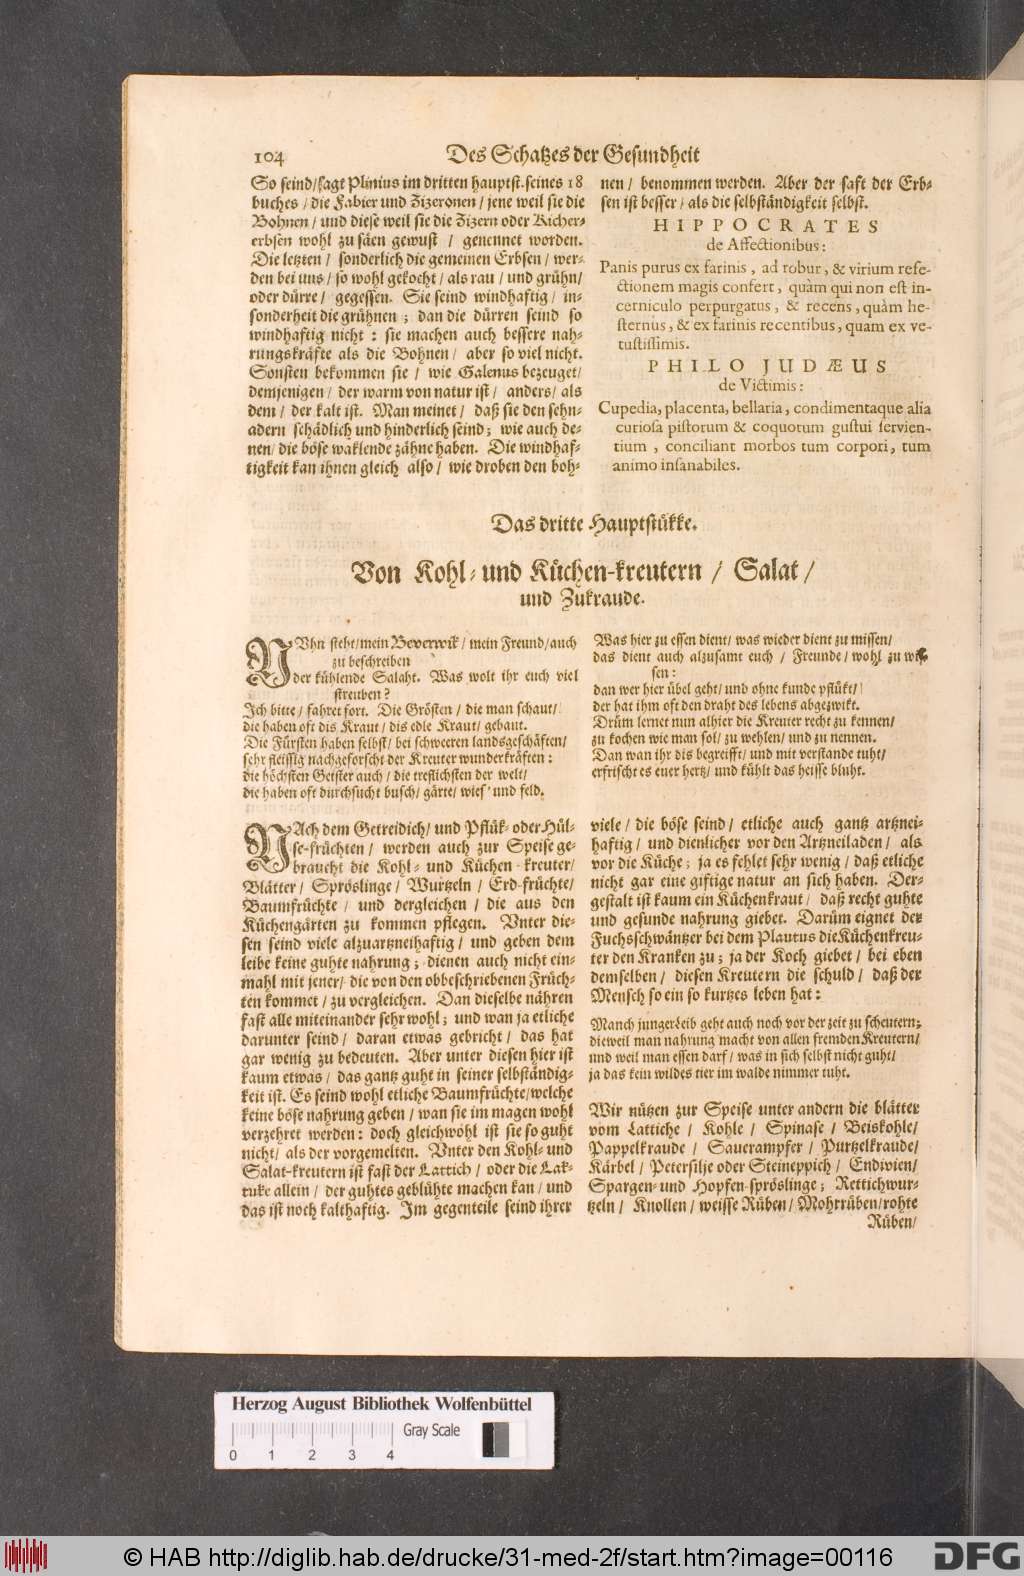 104
Des Schatzes der Gesundheit
So seind/sagt Plinius im dritten hauptst. seines 18
buches / die Fabier und Zizeronen / jene weil sie die
Bohnen / und diese weil sie die Zizern oder Kicher-
erbsen wohl zu säen gewust / genennet worden.
Die letzten / sonderlich die gemeinen Erbsen / wer-
den bei uns / so wohl gekocht / als rau / und grühn /
oder dürre / gegessen. Sie seind windhaftig / in-
sonderheit die grühnen ; dan die dürren seind so
windhaftig nicht : sie machen auch bessere nah-
rungskräfte als die Bohnen / aber so viel nicht.
Sonsten bekommen sie / wie Galenus bezeuget/
demjenigen / der warm von natur ist / anders / als
dem / der kalt ist. Man meinet / daß sie den sehn-
adern schädlich und hinderlich seind ; wie auch de-
nen / die böse waklende zähne haben. Die windhaf-
tigkeit kan ihnen gleich also / wie droben den boh-
nen / benommen werden. Aber der saft der Erb-
sen ist besser / als die selbständigkeit selbst.
HIPPOCRATES
de Affectionibus :
Panis purus ex farinis , ad robur, & virium refe-
ctionem magis confert , quàm qui non est in-
cerniculo perpurgatus , & recens , quàm he-
sternus , & ex farinis recentibus, quam ex ve-
tustissimis.
PHILO JUDÆUS
de Victimis :
Cupedia, placenta, bellaria, condimentaque alia
curiosa pistorum & coquorum gustui servien-
tium , conciliant morbos tum corpori, tum
animo insanabiles.
Das dritte Hauptstükke.
Von Kohl- und Küchen-kreutern / Salat /
und Zukraude.
NUhn steht/mein Beverwik / mein Freund/auch
zu beschreiben
der kühlende Salaht. Was wolt ihr euch viel
streuben ?
Ich bitte / fahret fort. Die Grösten / die man schaut/
die haben oft dis Kraut / dis edle Kraut / gebaut.
Die Fürsten haben selbst / bei schweeren landsgeschäften/
sehr fleissig nachgeforscht der Kreuter wunderkräften :
die höchsten Geister auch / die treflichsten der welt/
die haben oft durchsucht busch / gärte / wies' und feld.
Was hier zu essen dient / was wieder dient zu missen/
das dient auch alzusamt euch / Freunde / wohl zu wis-
sen :
dan wer hier übel geht / und ohne kunde pflükt/
der hat ihm oft den draht des lebens abgezwikt.
Drüm lernet nun alhier die Kreuter recht zu kennen/
zu kochen wie man sol / zu wehlen / und zu nennen.
Dan wan ihr dis begreifft / und mit verstande tuht/
erfrischt es euer hertz / und kühlt das heisse bluht.
NAch dem Getreidich / und Pflük- oder Hül-
se-früchten / werden auch zur Speise ge-
braucht die Kohl- und Küchen-kreuter/
Blätter / Spröslinge / Wurtzeln / Erd-früchte/
Baumfrüchte / und dergleichen / die aus den
Küchengärten zu kommen pflegen. Unter die-
sen seind viele alzuartzneihaftig / und geben dem
leibe keine guhte nahrung ; dienen auch nicht ein-
mahl mit jener / die von den obbeschriebenen Früch-
ten kommet / zu vergleichen. Dan dieselbe nähren
fast alle miteinander sehr wohl ; und wan ja etliche
darunter seind / daran etwas gebricht / das hat
gar wenig zu bedeuten. Aber unter diesen hier ist
kaum etwas / das gantz guht in seiner selbständig-
keit ist. Es seind wohl etliche Baumfrüchte/welche
keine böse nahrung geben / wan sie im magen wohl
verzehret werden : doch gleichwohl ist sie so guht
nicht / als der vorgemelten. Unter den Kohl- und
Salat-kreutern ist fast der Lattich / oder die Lak-
tuke allein / der guhtes geblühte machen kan / und
das ist noch kalthaftig. Im gegenteile seind ihrer
viele / die böse seind / etliche auch gantz artznei-
haftig / und dienlicher vor den Artzneiladen / als
vor die Küche ; ja es fehlet sehr wenig / daß etliche
nicht gar eine giftige natur an sich haben. Der-
gestalt ist kaum ein Küchenkraut / daß recht guhte
und gesunde nahrung giebet. Darüm eignet der
Fuchsschwäntzer bei dem Plautus die Küchenkreu-
ter den Kranken zu ; ja der Koch giebet / bei eben
demselben / diesen Kreutern die schuld / daß der
Mensch so ein so kurtzes leben hat :
Manch junger Leib geht auch noch vor der zeit zu scheutern;
dieweil man nahrung macht von allen fremden Kreutern/
und weil man essen darf / was in sich selbst nicht guht/
ja das kein wildes tier im walde nimmer tuht.
Wir nützen zur Speise unter andern die blätter
vom Lattiche / Kohle / Spinase / Beiskohle/
Pappelkraude / Sauerampfer / Purtzelkraude/
Kärbel / Petersilje oder Steineppich / Endivien/
Spargen- und Hopfen-spröslinge ; Rettichwur-
tzeln / Knollen / weisse Rüben / Mohrrüben/rohte
Rüben/
Herzog August Bibliothek Wolfenbüttel
Gray Scale
0 1 2 3 4
© HAB http://diglib.hab.de/drucke/31-med-2f/start.htm?image=00116
DFG